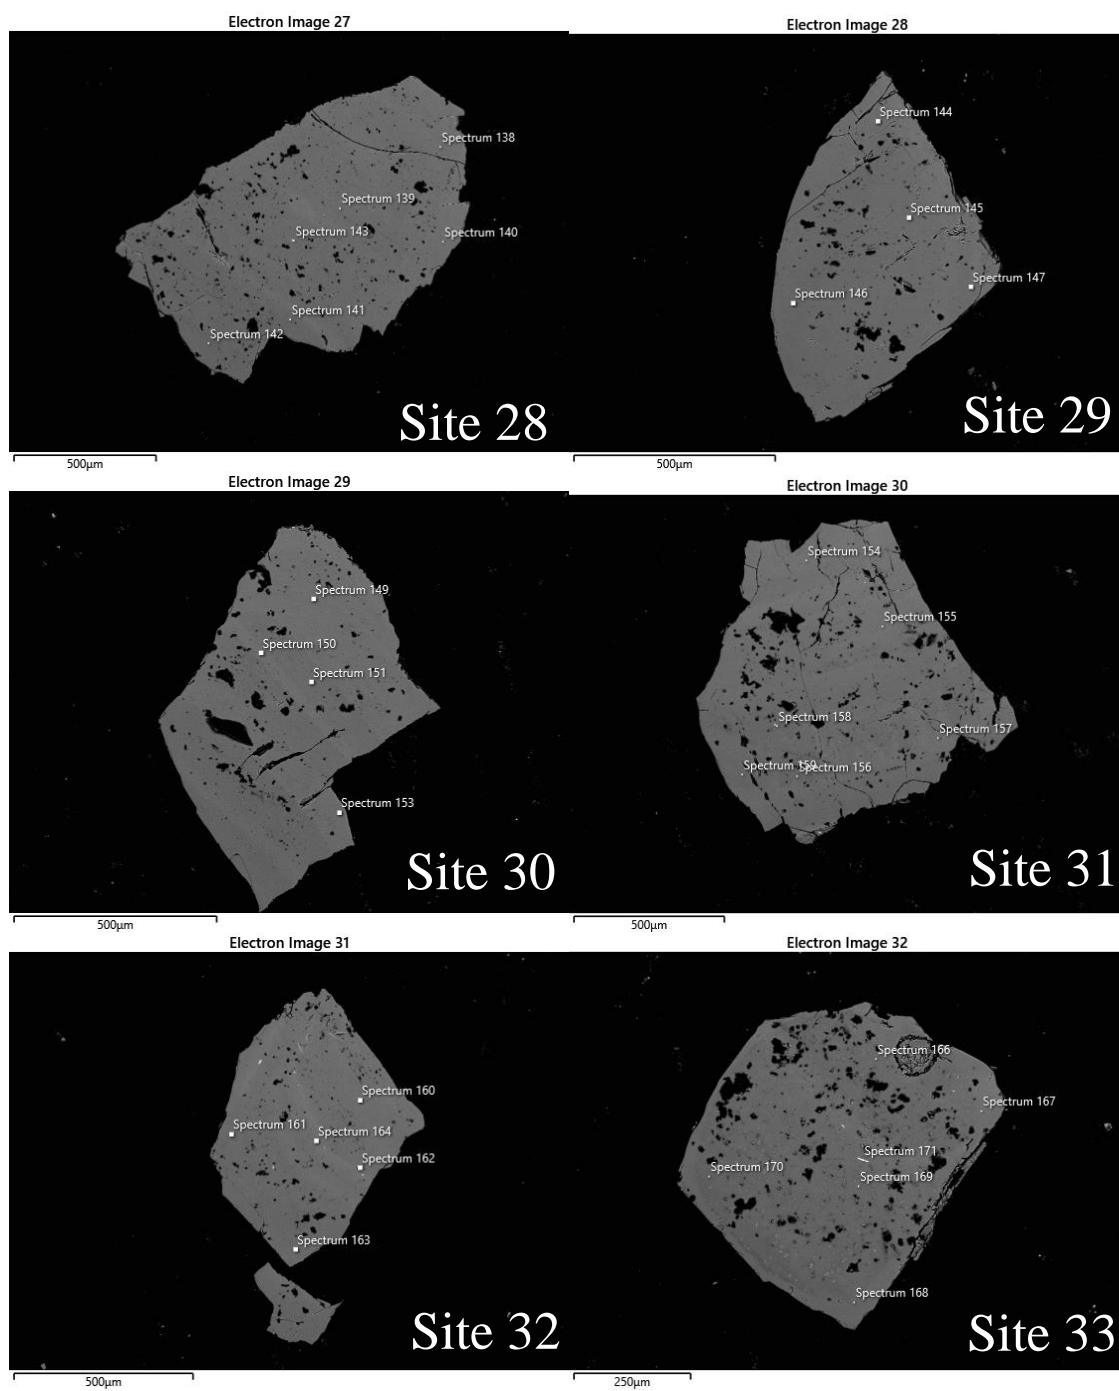 Electron Image 27
Spectrum 138
Spectrum 139
Spectrum 143
Spectrum 140
Spectrum 141
Spectrum 142
Site 28
500µm
Electron Image 28
Spectrum 144
Spectrum 145
Spectrum 147
Spectrum 146
Site 29
500µm
Electron Image 29
Spectrum 149
Spectrum 150
Spectrum 151
Spectrum 153
Site 30
500µm
Electron Image 30
Spectrum 154
Spectrum 155
Spectrum 158
Spectrum 157
Spectrum 159
Spectrum 156
Site 31
500µm
Electron Image 31
Spectrum 160
Spectrum 161
Spectrum 164
Spectrum 162
Spectrum 163
Site 32
500µm
Electron Image 32
Spectrum 166
Spectrum 167
Spectrum 171
Spectrum 170
Spectrum 169
Spectrum 168
Site 33
250µm